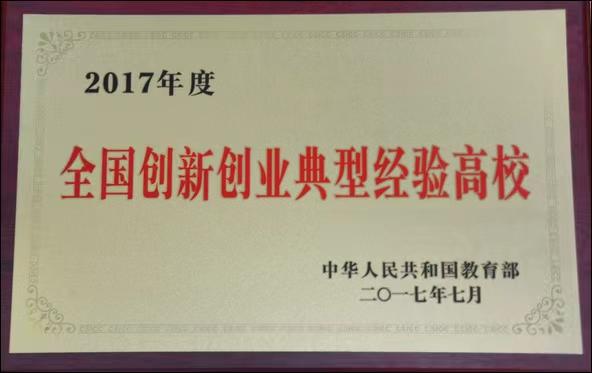 2017年度
全国创新创业典型经验高校
中华人民共和国教育部
二〇一七年七月